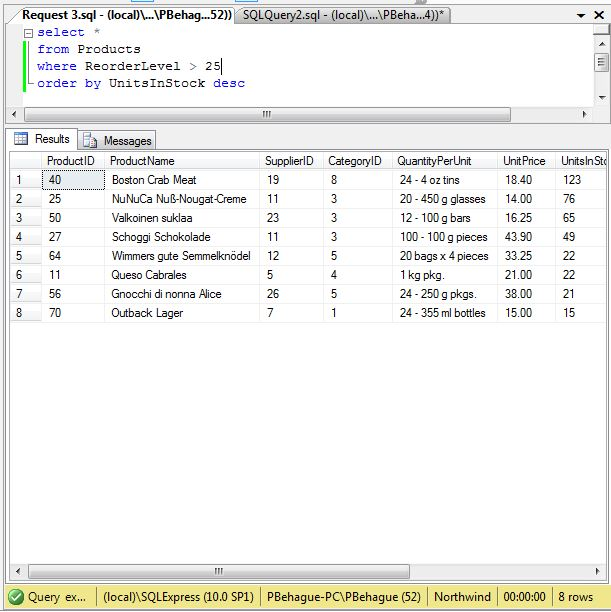 Request 3.sql - (local)\...\PBehag...52)) SQLQuery2.sql - (local)\...\PBeha...4))*
select *
from Products
where ReorderLevel > 25
order by UnitsInStock desc
Results Messages
ProductID ProductName SupplierID CategoryID QuantityPerUnit UnitPrice UnitsInSto
1 40 Boston Crab Meat 19 8 24 - 4 oz tins 18.40 123
2 25 NuNuCa Nuß-Nougat-Creme 11 3 20 - 450 g glasses 14.00 76
3 50 Valkoinen suklaa 23 3 12 - 100 g bars 16.25 65
4 27 Schoggi Schokolade 11 3 100 - 100 g pieces 43.90 49
5 64 Wimmers gute Semmelknödel 12 5 20 bags x 4 pieces 33.25 22
6 11 Queso Cabrales 5 4 1 kg pkg. 21.00 22
7 56 Gnocchi di nonna Alice 26 5 24 - 250 g pkgs. 38.00 21
8 70 Outback Lager 7 1 24 - 355 ml bottles 15.00 15
Query ex... (local)\SQLExpress (10.0 SP1) PBehague-PC\PBehague (52) Northwind 00:00:00 8 rows